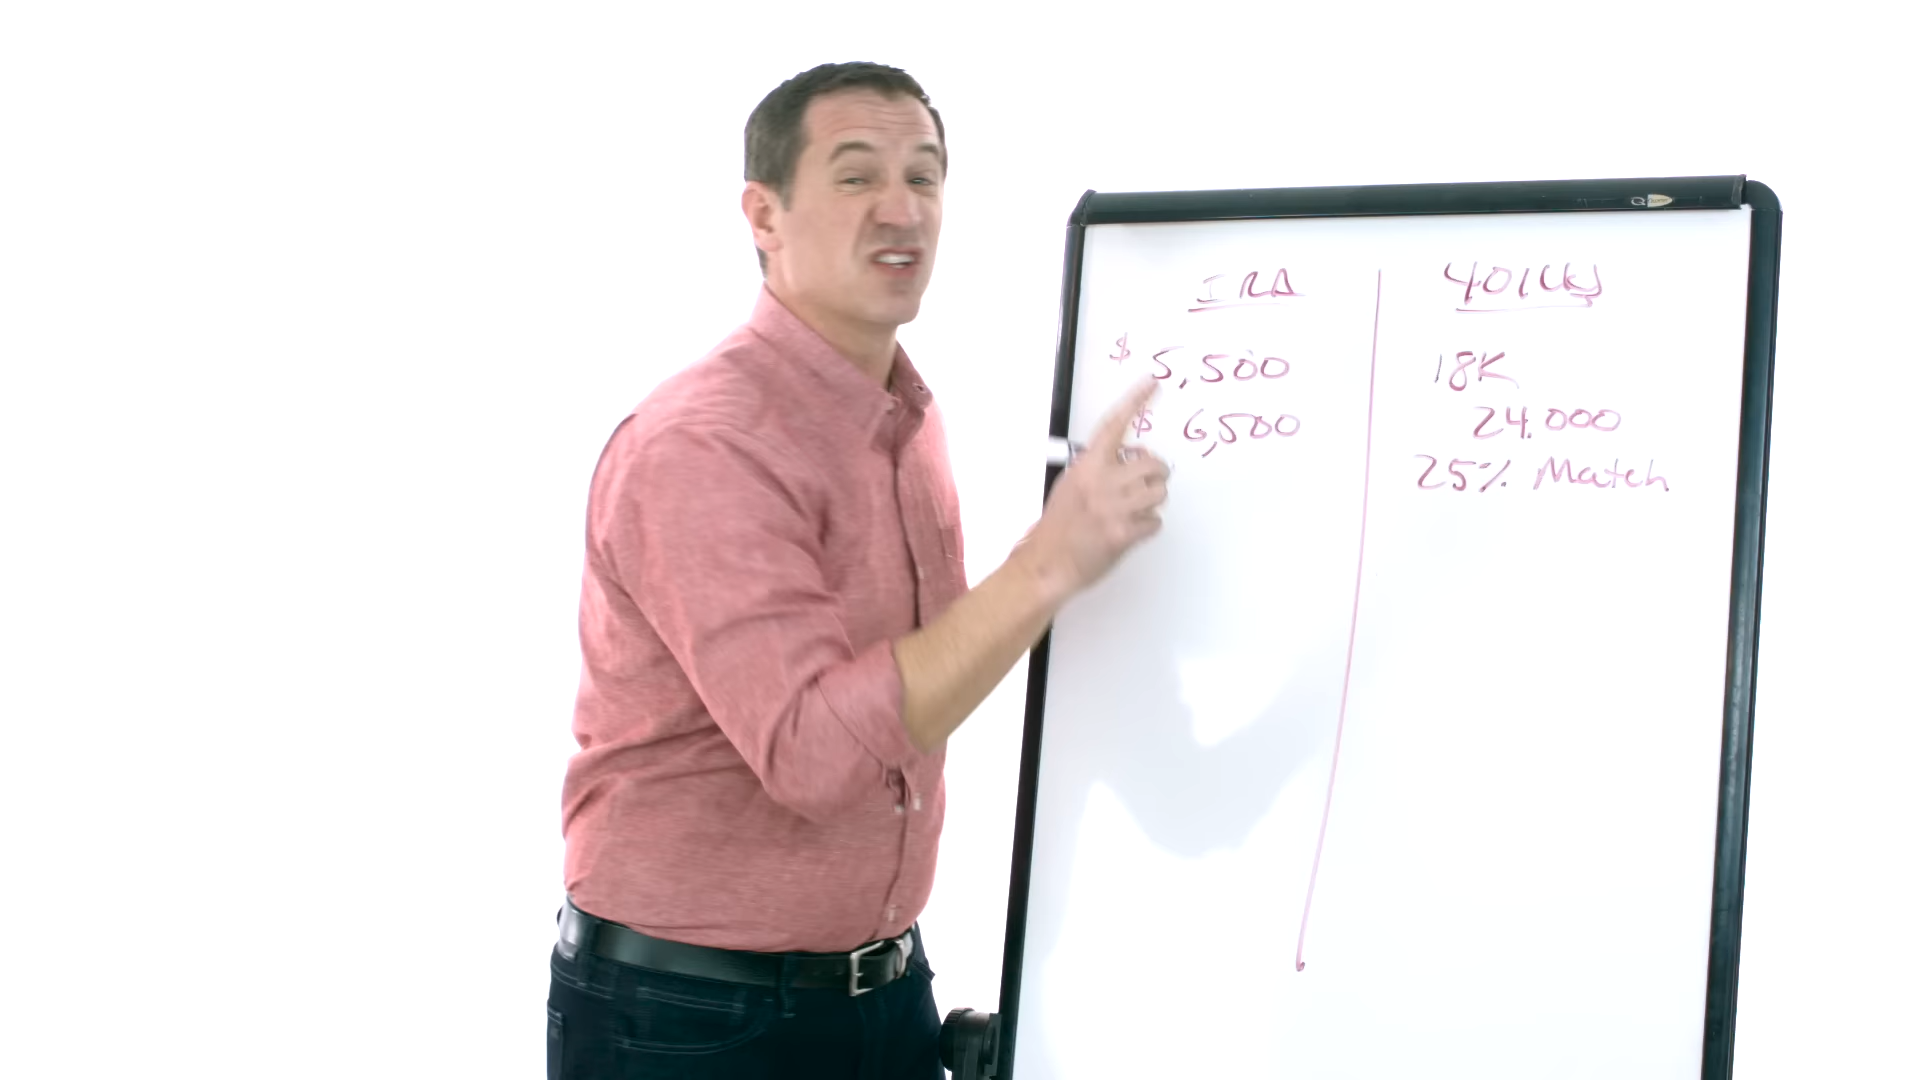 IRA
$ 5,500
$ 6,500
401(k)
18K
24.000
25% Match